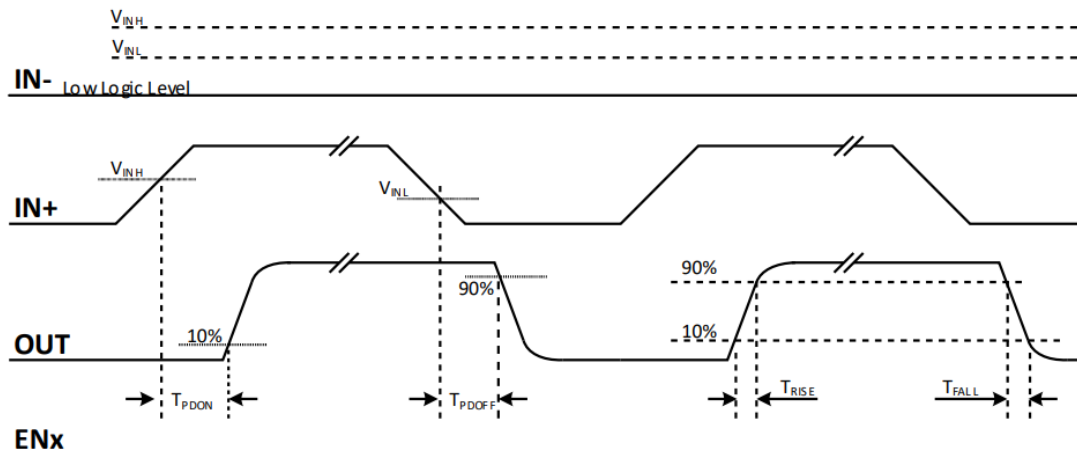 VINH
VINL
IN- Low Logic Level
VINH
VINL
IN+
90%
90%
10%
10%
OUT
TPDON
TPDOFF
TRISE
TFALL
ENx